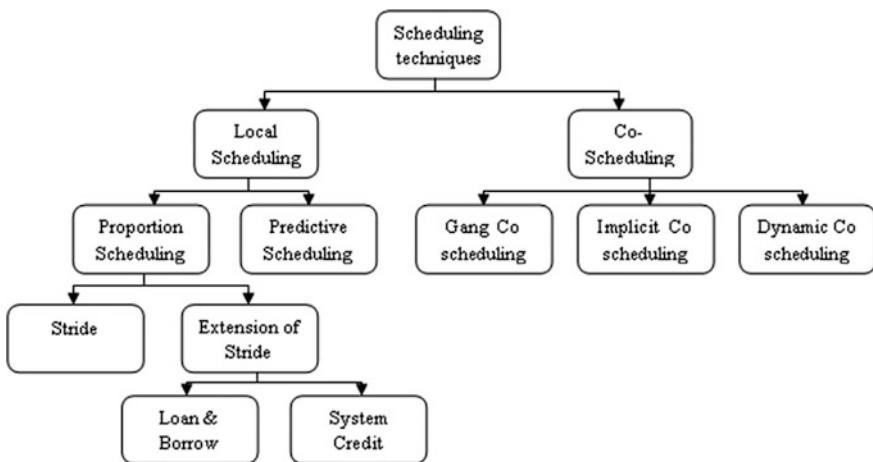 Scheduling
techniques
Local
Scheduling
Co-
Scheduling
Proportion
Scheduling
Predictive
Scheduling
Gang Co
scheduling
Implicit Co
scheduling
Dynamic Co
scheduling
Stride
Extension of
Stride
Loan &
Borrow
System
Credit